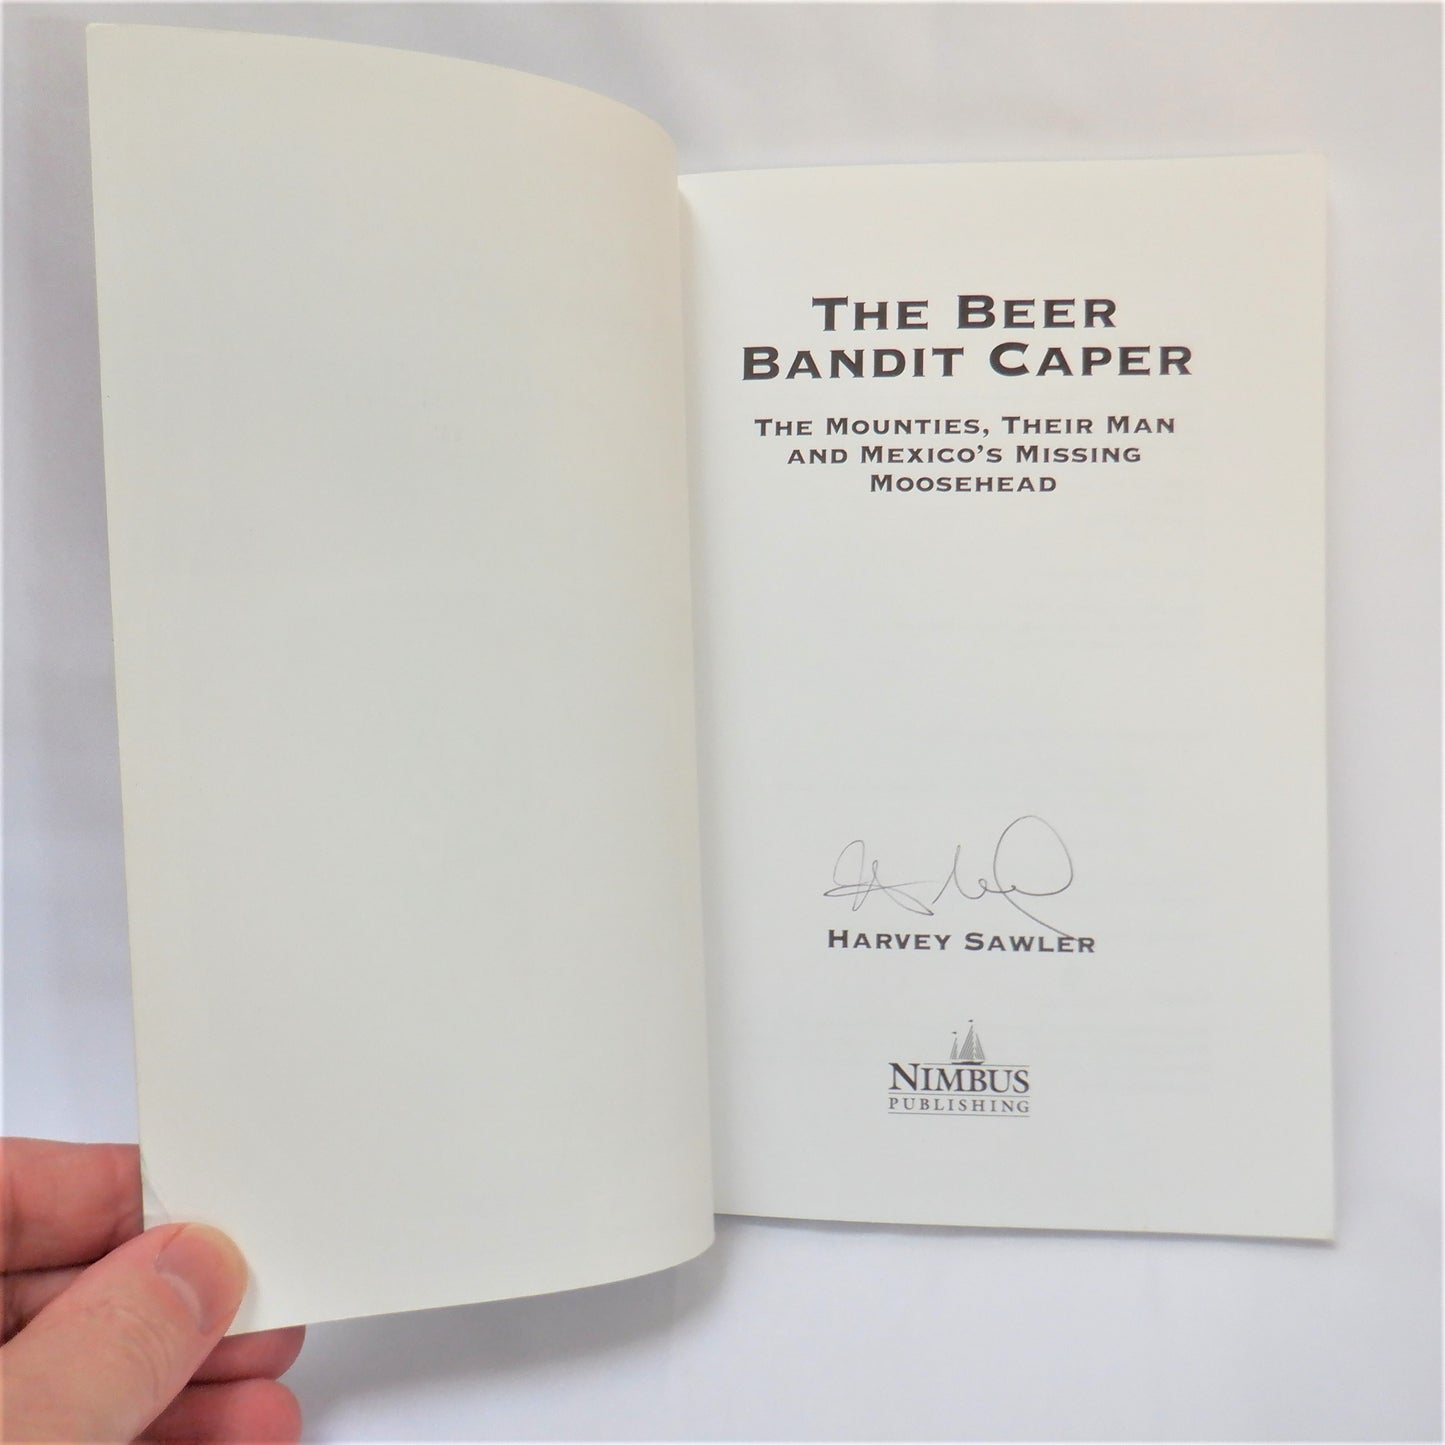 THE BEER
BANDIT CAPER
THE MOUNTIES, THEIR MAN
AND MEXICO'S MISSING
MOOSEHEAD
HARVEY SAWLER
NIMBUS
PUBLISHING